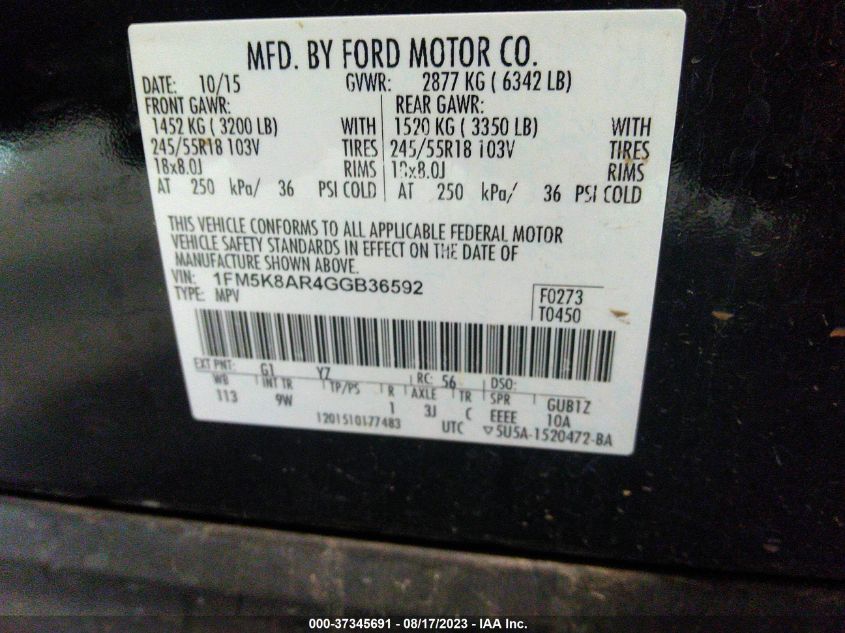 MFD. BY FORD MOTOR CO.
DATE: 10/15 GVWR: 2877 KG ( 6342 LB)
FRONT GAWR: REAR GAWR:
1452 KG ( 3200 LB) WITH 1520 KG ( 3350 LB) WITH
245/55R18 103V TIRES 245/55R18 103V TIRES
18x8.0J RIMS 18x8.0J RIMS
AT 250 kPa/ 36 PSI COLD AT 250 kPa/ 36 PSI COLD
THIS VEHICLE CONFORMS TO ALL APPLICABLE FEDERAL MOTOR
VEHICLE SAFETY STANDARDS IN EFFECT ON THE DATE OF
MANUFACTURE SHOWN ABOVE.
VIN: 1FM5K8AR4GGB36592
TYPE: MPV
F0273
T0450
EXT PNT: G1 YZ RC: 56 DSO:
WB INT TR TP/PS R AXLE TR SPR GUB1Z
113 9W 1 3J C EEEE 10A
1201510177483 UTC ▽5U5A-1520472-BA
000-37345691 - 08/17/2023 - IAA Inc.